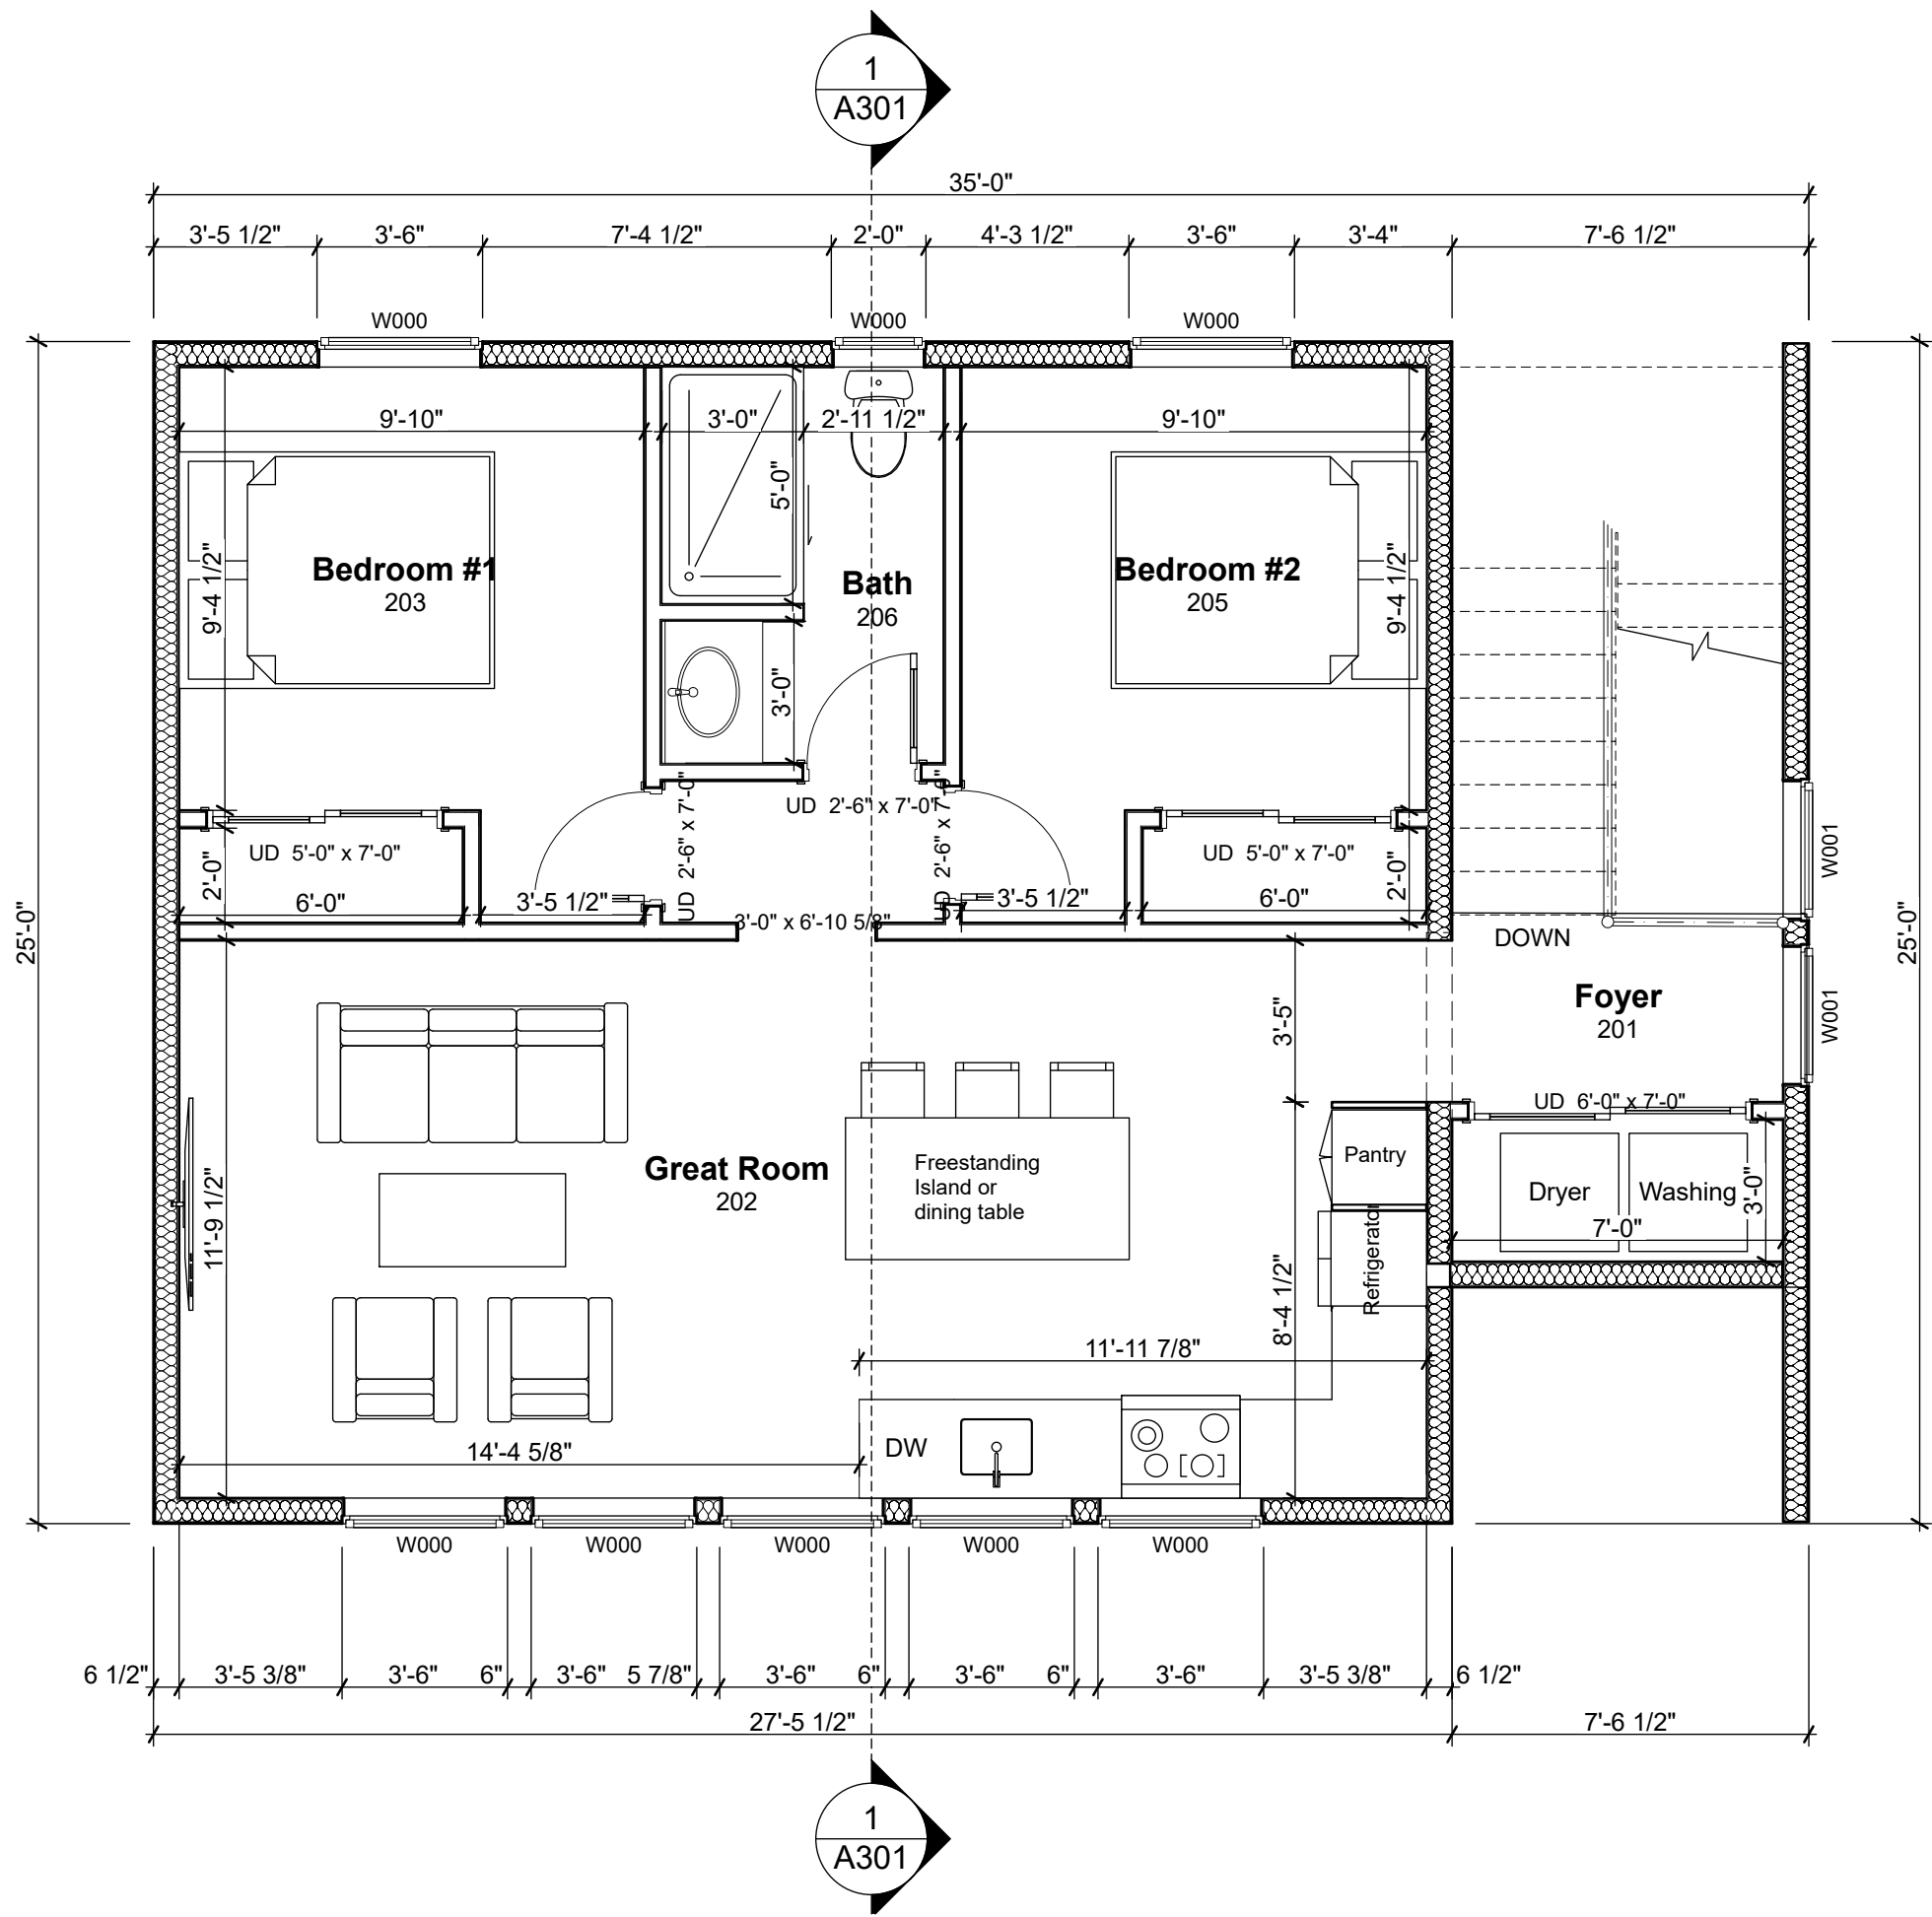 1
A301
35'-0"
3'-5 1/2"
3'-6"
7'-4 1/2"
2'-0"
4'-3 1/2"
3'-6"
3'-4"
7'-6 1/2"
W000
W000
W000
9'-10"
3'-0"
2'-11 1/2"
9'-10"
5'-0"
9'-4 1/2"
Bedroom #1
203
Bath
206
Bedroom #2
205
9'-4 1/2"
3'-0"
UD 2'-6" x 7'-0"
UD 2'-6" x 7'-0"
UD 2'-6" x 7'-0"
UD 5'-0" x 7'-0"
UD 5'-0" x 7'-0"
W001
2'-0"
6'-0"
3'-5 1/2"
3'-0" x 6'-10 5/8"
3'-5 1/2"
6'-0"
2'-0"
25'-0"
25'-0"
DOWN
Foyer
201
W001
3'-5"
UD 6'-0" x 7'-0"
Great Room
202
Freestanding
Island or
dining table
Pantry
Dryer
Washing
3'-0"
7'-0"
Refrigerator
11'-9 1/2"
8'-4 1/2"
11'-11 7/8"
14'-4 5/8"
DW
W000
W000
W000
W000
W000
6 1/2"
3'-5 3/8"
3'-6"
6"
3'-6"
5 7/8"
3'-6"
6"
3'-6"
6"
3'-6"
3'-5 3/8"
6 1/2"
27'-5 1/2"
7'-6 1/2"
1
A301